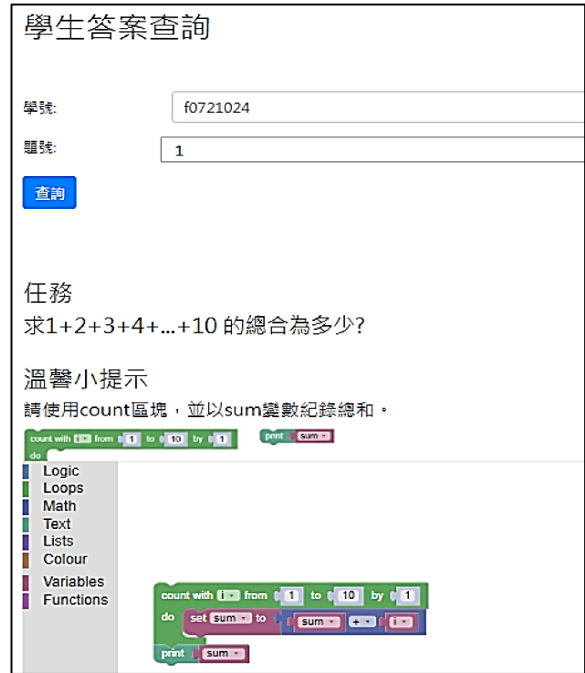 學生答案查詢
學號: f0721024
題號: 1
查詢
任務
求1+2+3+4+...+10 的總合為多少?
溫馨小提示
請使用count區塊，並以sum變數紀錄總和。
count with i from 1 to 10 by 1 print sum
do
Logic
Loops
Math
Text
Lists
Colour
Variables
Functions
count with i from 1 to 10 by 1
do set sum to sum + i
print sum